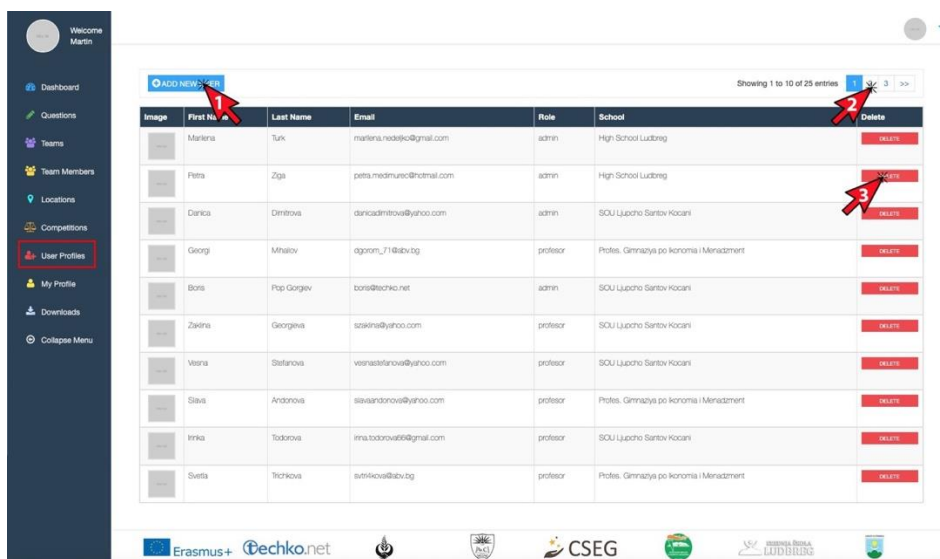 Welcome
Martin
Dashboard
Questions
Teams
Team Members
Locations
Competitions
User Profiles
My Profile
Downloads
Collapse Menu
ADD NEW
1
Showing 1 to 10 of 25 entries 1 3 >>
2
Image First Last Name Email Role School Delete
Marlena Turk marlena.nedeljko@gmail.com admin High School Ludbreg DELETE
Petra Ziga petra.medimurec@hotmail.com admin High School Ludbreg
3
Danica Dimitrova danicadimitrova@yahoo.com admin SOU Ljupcho Santov Kocani DELETE
Georgi Mihailov dgorom_71@abv.bg profesor Profes. Gimnaziya po Ikonomia i Menadzment DELETE
Boris Pop Gorgiev boris@techko.net admin SOU Ljupcho Santov Kocani DELETE
Zaklina Georgieva szaklina@yahoo.com profesor SOU Ljupcho Santov Kocani DELETE
Vesna Stefanova vesnastefanova@yahoo.com profesor SOU Ljupcho Santov Kocani DELETE
Slava Andonova slavaandonova@yahoo.com profesor Profes. Gimnaziya po Ikonomia i Menadzment DELETE
Irinka Todorova irina.todorova66@gmail.com profesor SOU Ljupcho Santov Kocani DELETE
Svetla Trichkova svtri4kova@abv.bg profesor Profes. Gimnaziya po Ikonomia i Menadzment DELETE
Erasmus+ techko.net CSEG LUDBREG